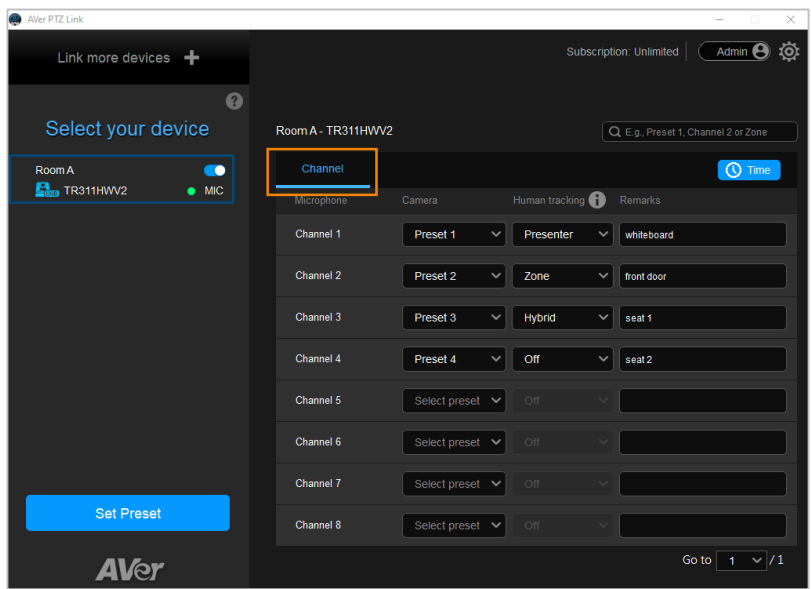 AVer PTZ Link
Link more devices +
Subscription: Unlimited
Admin
?
Select your device
Room A - TR311HWV2
E.g., Preset 1, Channel 2 or Zone
Room A
USB TR311HWV2 MIC
Channel
Time
Microphone Camera Human tracking i Remarks
Channel 1 Preset 1 Presenter whiteboard
Channel 2 Preset 2 Zone front door
Channel 3 Preset 3 Hybrid seat 1
Channel 4 Preset 4 Off seat 2
Channel 5 Select preset Off
Channel 6 Select preset Off
Channel 7 Select preset Off
Channel 8 Select preset Off
Set Preset
Go to 1 / 1
AVer